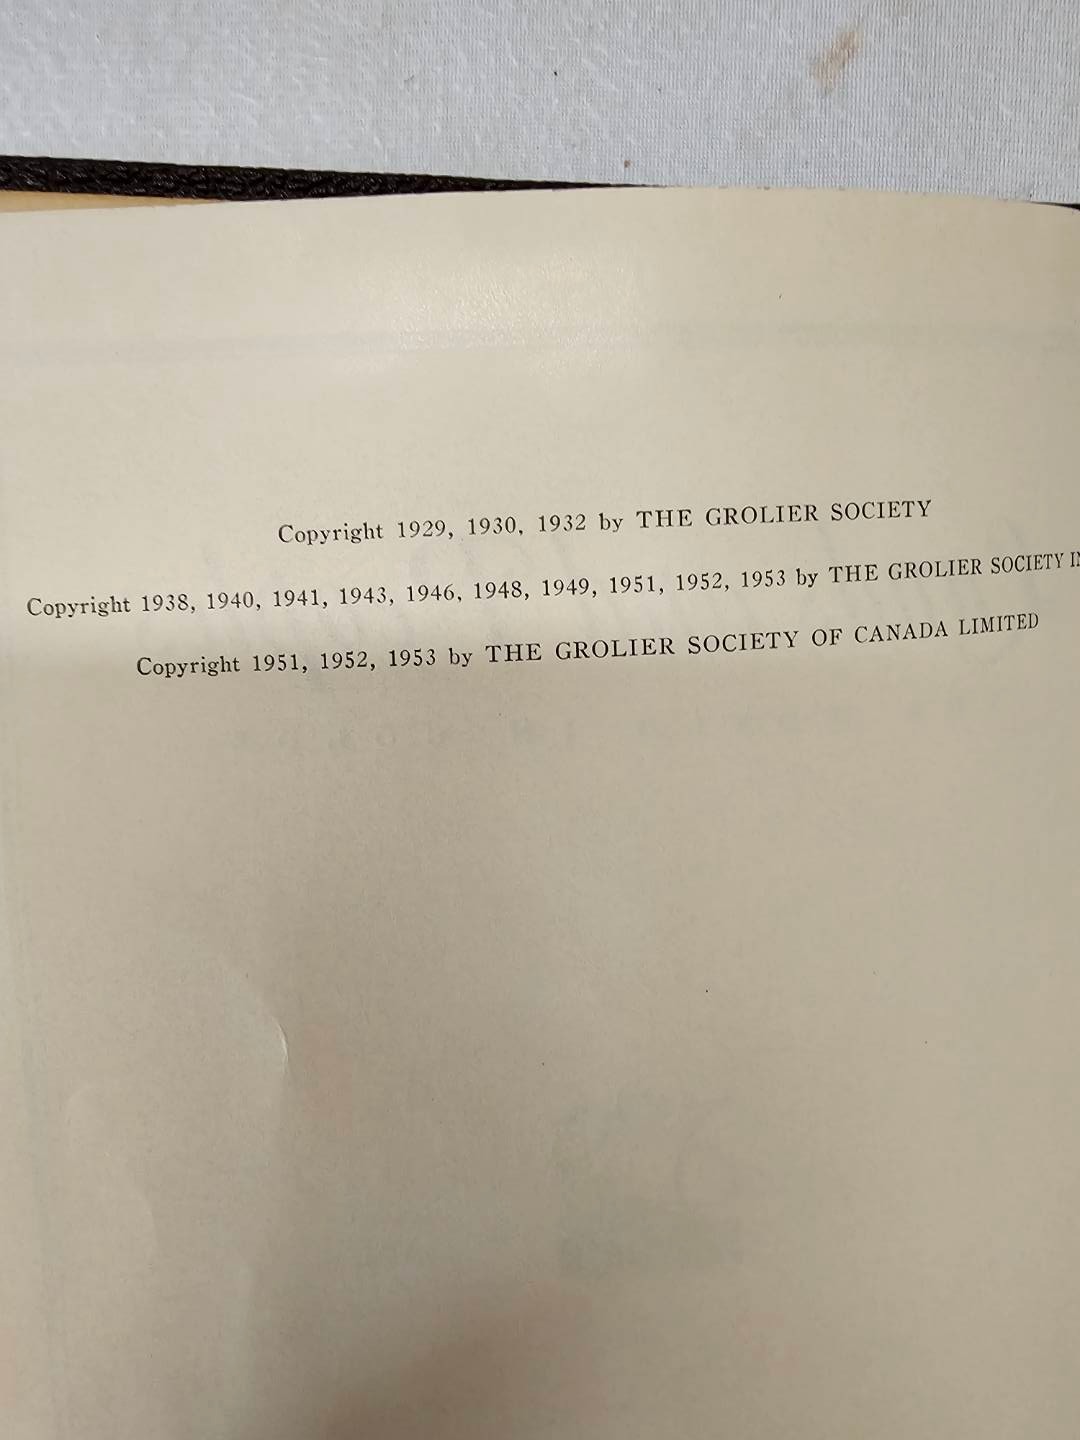 Copyright 1929, 1930, 1932 by THE GROLIER SOCIETY
Copyright 1938, 1940, 1941, 1943, 1946, 1948, 1949, 1951, 1952, 1953 by THE GROLIER SOCIETY IN
Copyright 1951, 1952, 1953 by THE GROLIER SOCIETY OF CANADA LIMITED